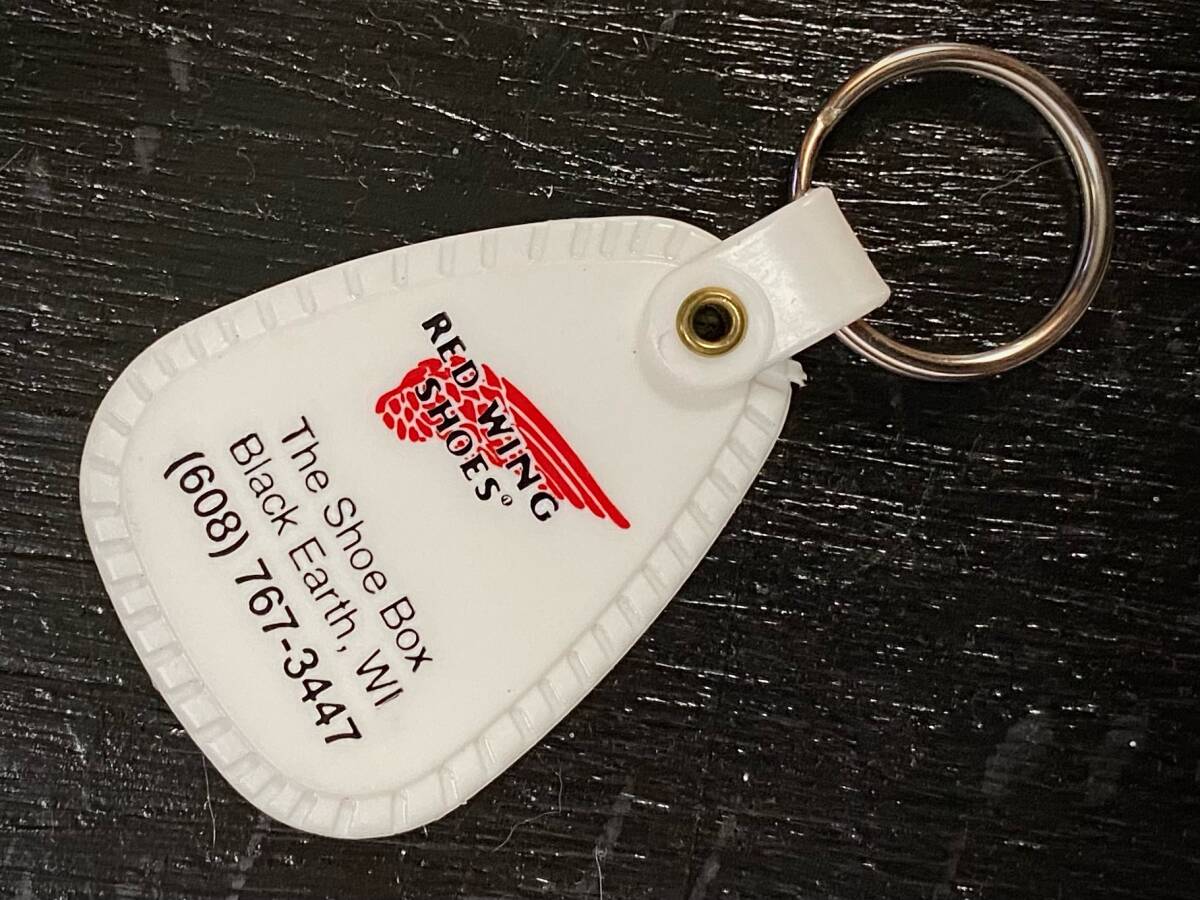 RED WING
SHOES®
The Shoe Box
Black Earth, WI
(608) 767-3447